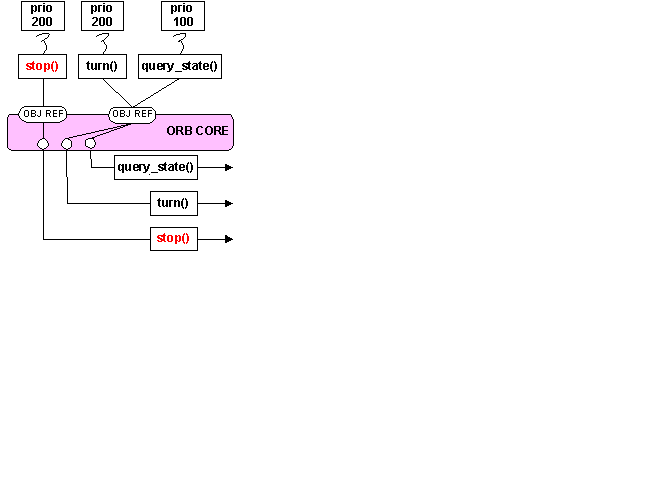 prio
200
prio
200
prio
100
stop()
turn()
query_state()
OBJ REF
OBJ REF
ORB CORE
query_state()
turn()
stop()